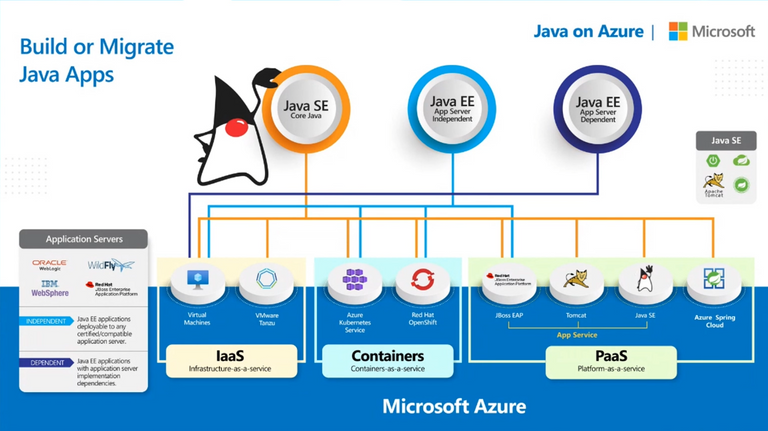 Build or Migrate
Java Apps
Java on Azure | Microsoft
Java SE
Core Java
Java EE
App Server
Independent
Java EE
App Server
Dependent
Java SE
Apache
Tomcat
Application Servers
ORACLE
WebLogic
WildFly
IBM
WebSphere
Red Hat
JBoss Enterprise
Application Platform
INDEPENDENT
Java EE applications
deployable to any
certified/compatible
application server.
DEPENDENT
Java EE applications
with application server
implementation
dependencies.
Virtual
Machines
VMware
Tanzu
IaaS
Infrastructure-as-a-service
Azure
Kubernetes
Service
Red Hat
OpenShift
Containers
Containers-as-a-service
Red Hat
JBoss Enterprise
Application Platform
JBoss EAP
Tomcat
Java SE
App Service
Azure Spring
Cloud
PaaS
Platform-as-a-service
Microsoft Azure